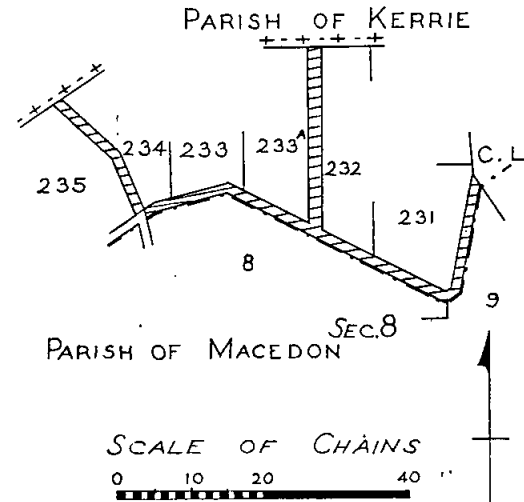 PARISH OF KERRIE
234 233 233A
235
232
231
C.L.
8
9
SEC.8
PARISH OF MACEDON
SCALE OF CHAINS
0 10 20 40